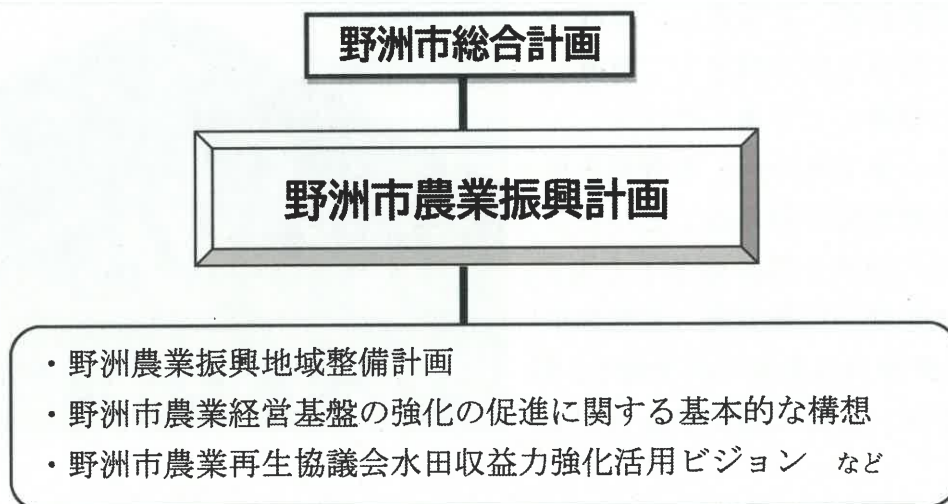 野洲市総合計画
野洲市農業振興計画
・野洲農業振興地域整備計画
・野洲市農業経営基盤の強化の促進に関する基本的な構想
・野洲市農業再生協議会水田収益力強化活用ビジョン　など